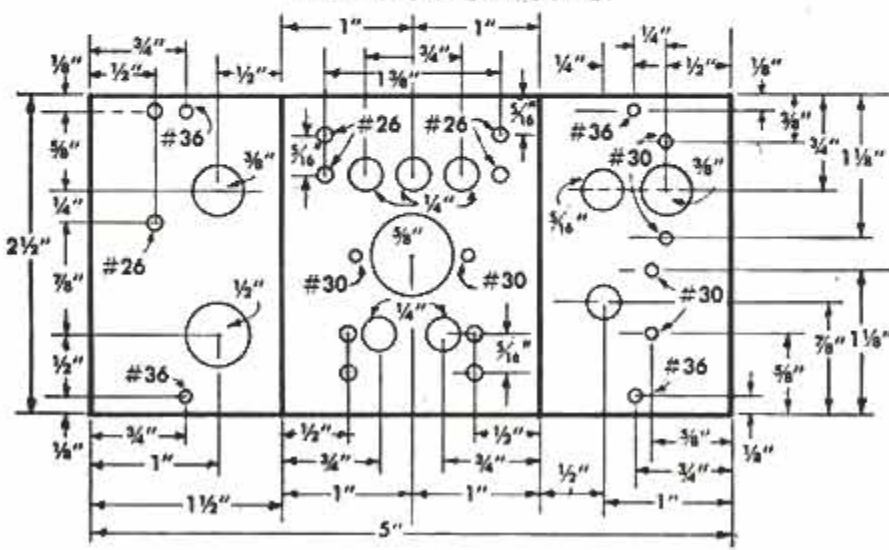 1" 1"
3/4" 3/4" 1/4"
1/8" 1/2" 1/2" 1 3/8" 1/4" 1/2" 1/8"
#36 #26 #26 5/16" #36 3/8"
5/8" 5/16" #30 3/4"
3/8" 3/8" 1 1/8"
1/4" 1/4" 5/16"
2 1/2" 5/8"
#26 #30 #30 #30
7/8" 1/2" 1/4" 1 1/8"
5/16" 7/8"
1/2" #36 5/8"
#36
1/8" 3/4" 1/2" 1/2" 5/8" 1/2"
1" 3/4" 3/4" 1/2" 3/4"
1 1/2" 1" 1" 1"
5"